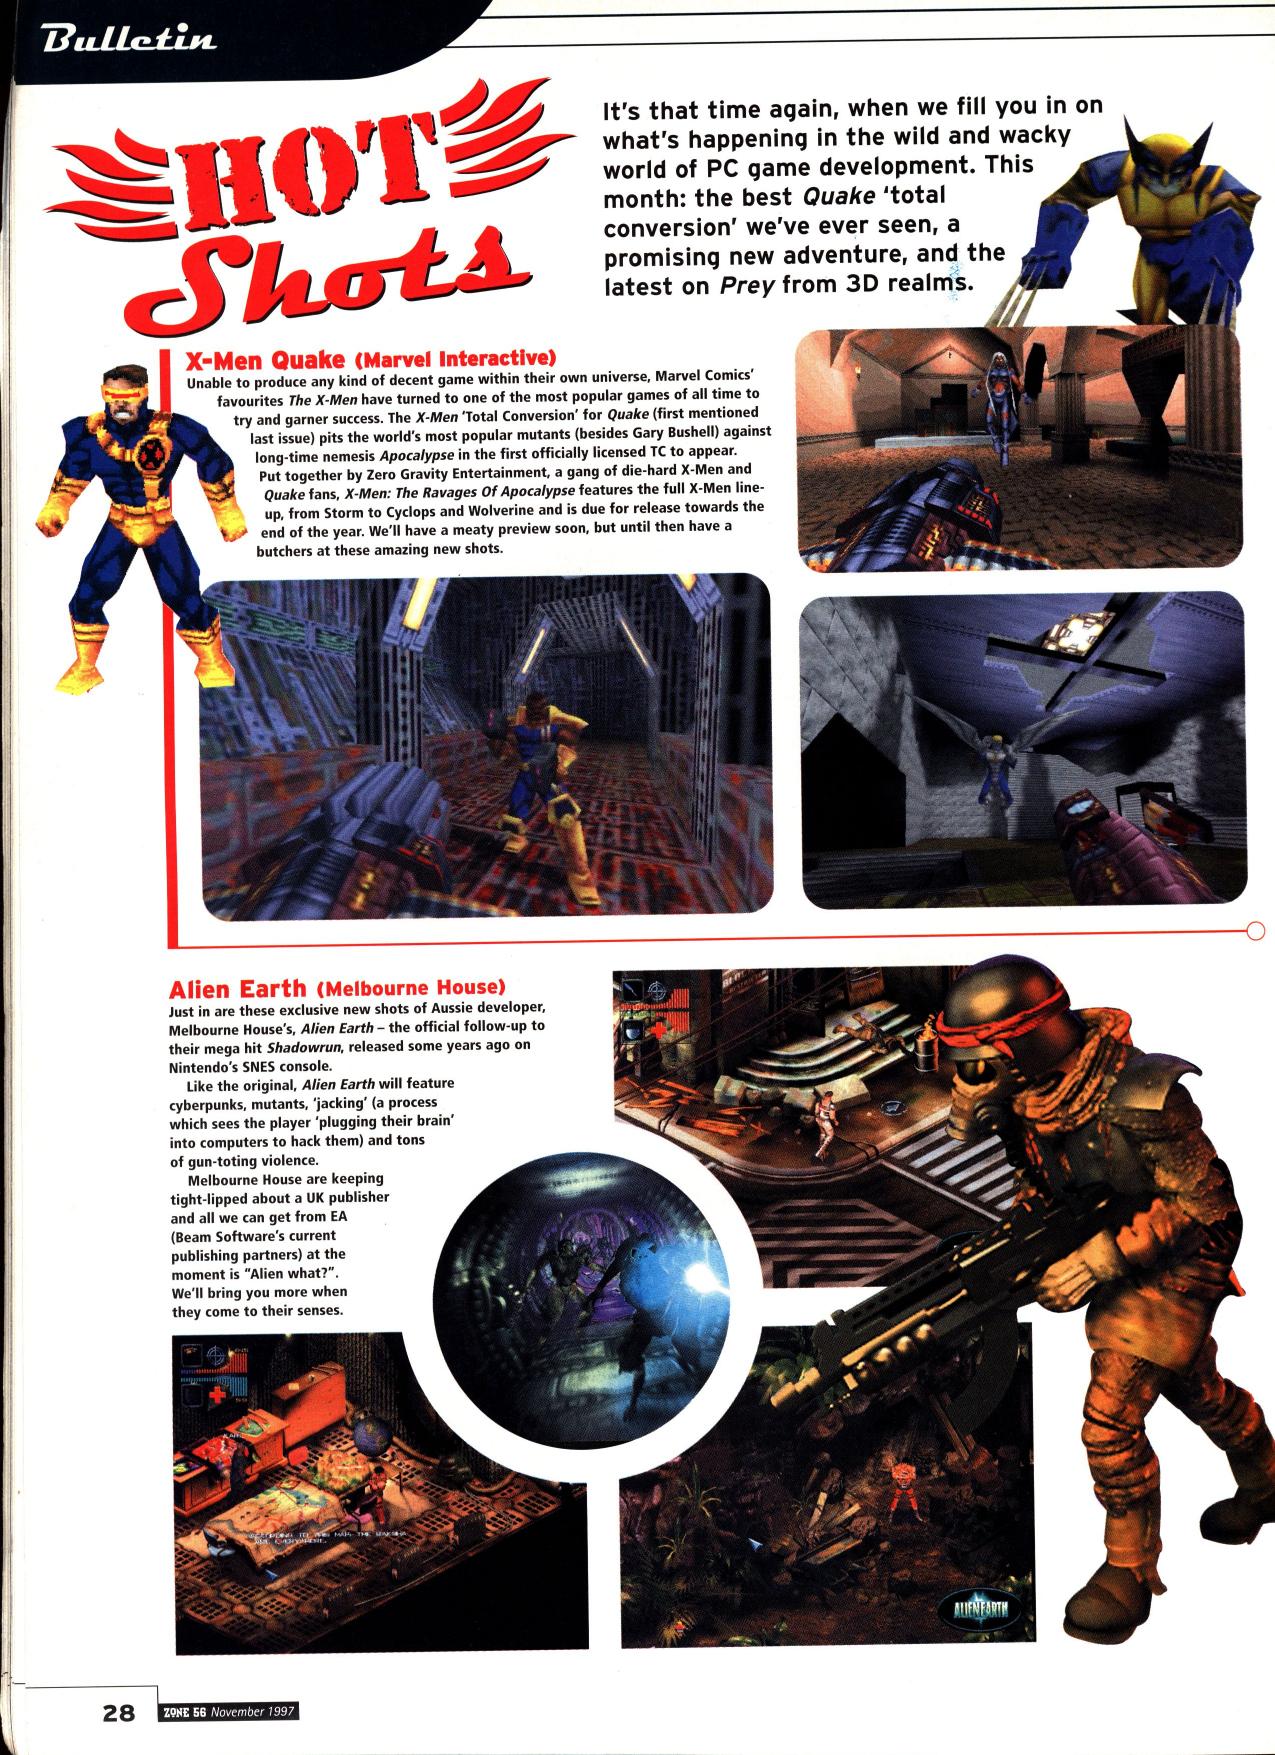 Bulletin
HOT
Shots
It's that time again, when we fill you in on
what's happening in the wild and wacky
world of PC game development. This
month: the best Quake 'total
conversion' we've ever seen, a
promising new adventure, and the
latest on Prey from 3D realms.
X-Men Quake (Marvel Interactive)
Unable to produce any kind of decent game within their own universe, Marvel Comics'
favourites The X-Men have turned to one of the most popular games of all time to
try and garner success. The X-Men 'Total Conversion' for Quake (first mentioned
last issue) pits the world's most popular mutants (besides Gary Bushell) against
long-time nemesis Apocalypse in the first officially licensed TC to appear.
Put together by Zero Gravity Entertainment, a gang of die-hard X-Men and
Quake fans, X-Men: The Ravages Of Apocalypse features the full X-Men line-
up, from Storm to Cyclops and Wolverine and is due for release towards the
end of the year. We'll have a meaty preview soon, but until then have a
butchers at these amazing new shots.
Alien Earth (Melbourne House)
Just in are these exclusive new shots of Aussie developer,
Melbourne House's, Alien Earth – the official follow-up to
their mega hit Shadowrun, released some years ago on
Nintendo's SNES console.
Like the original, Alien Earth will feature
cyberpunks, mutants, 'jacking' (a process
which sees the player 'plugging their brain'
into computers to hack them) and tons
of gun-toting violence.
Melbourne House are keeping
tight-lipped about a UK publisher
and all we can get from EA
(Beam Software's current
publishing partners) at the
moment is "Alien what?".
We'll bring you more when
they come to their senses.
ACCORDING TO THIS MAP, THE RAKSHA
ARE EVERYWHERE.
ALIEN EARTH
28
ZONE 56 November 1997